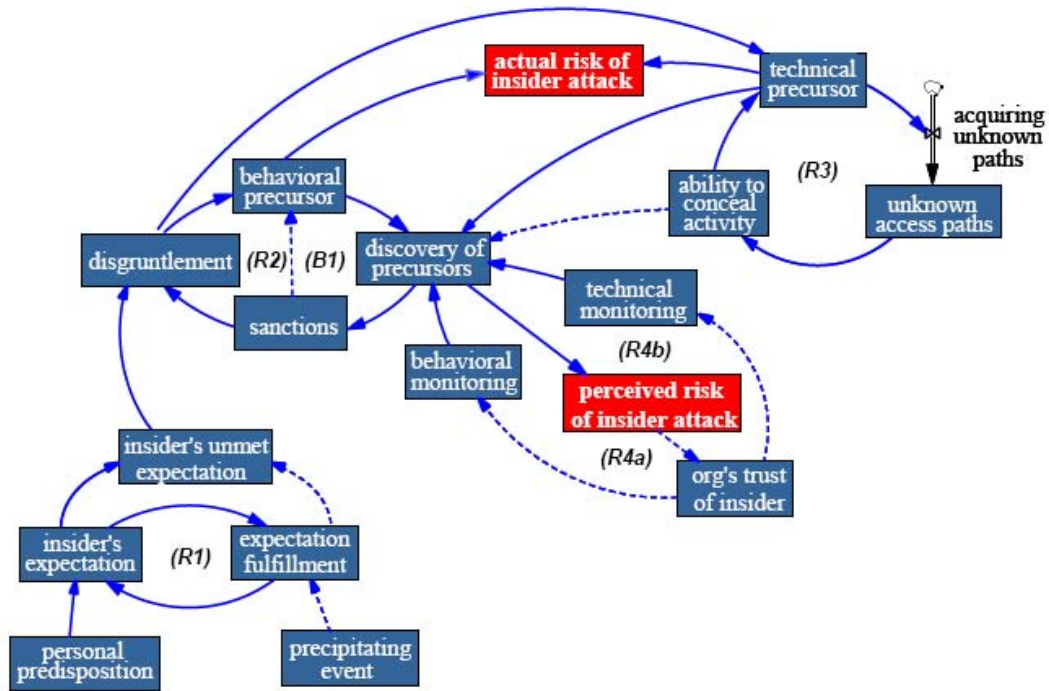 actual risk of
insider attack
technical
precursor
acquiring
unknown
paths
behavioral
precursor
(R3)
ability to
conceal
activity
unknown
access paths
disgruntlement
(R2)
(B1)
discovery of
precursors
technical
monitoring
sanctions
(R4b)
behavioral
monitoring
perceived risk
of insider attack
(R4a)
insider's unmet
expectation
org's trust
of insider
insider's
expectation
(R1)
expectation
fulfillment
personal
predisposition
precipitating
event